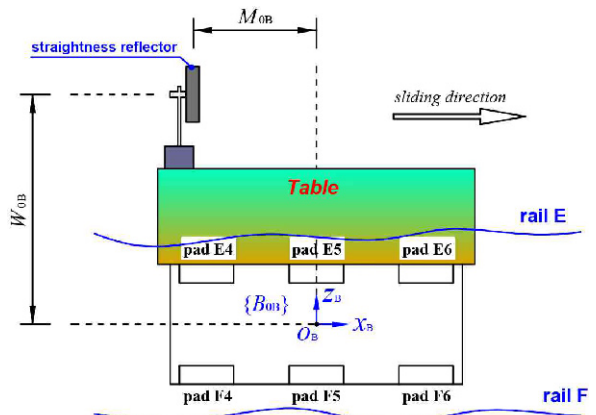 M0B
straightness reflector
sliding direction
W0B
Table
rail E
pad E4 pad E5 pad E6
{B0B} zB
OB xB
pad F4 pad F5 pad F6 rail F